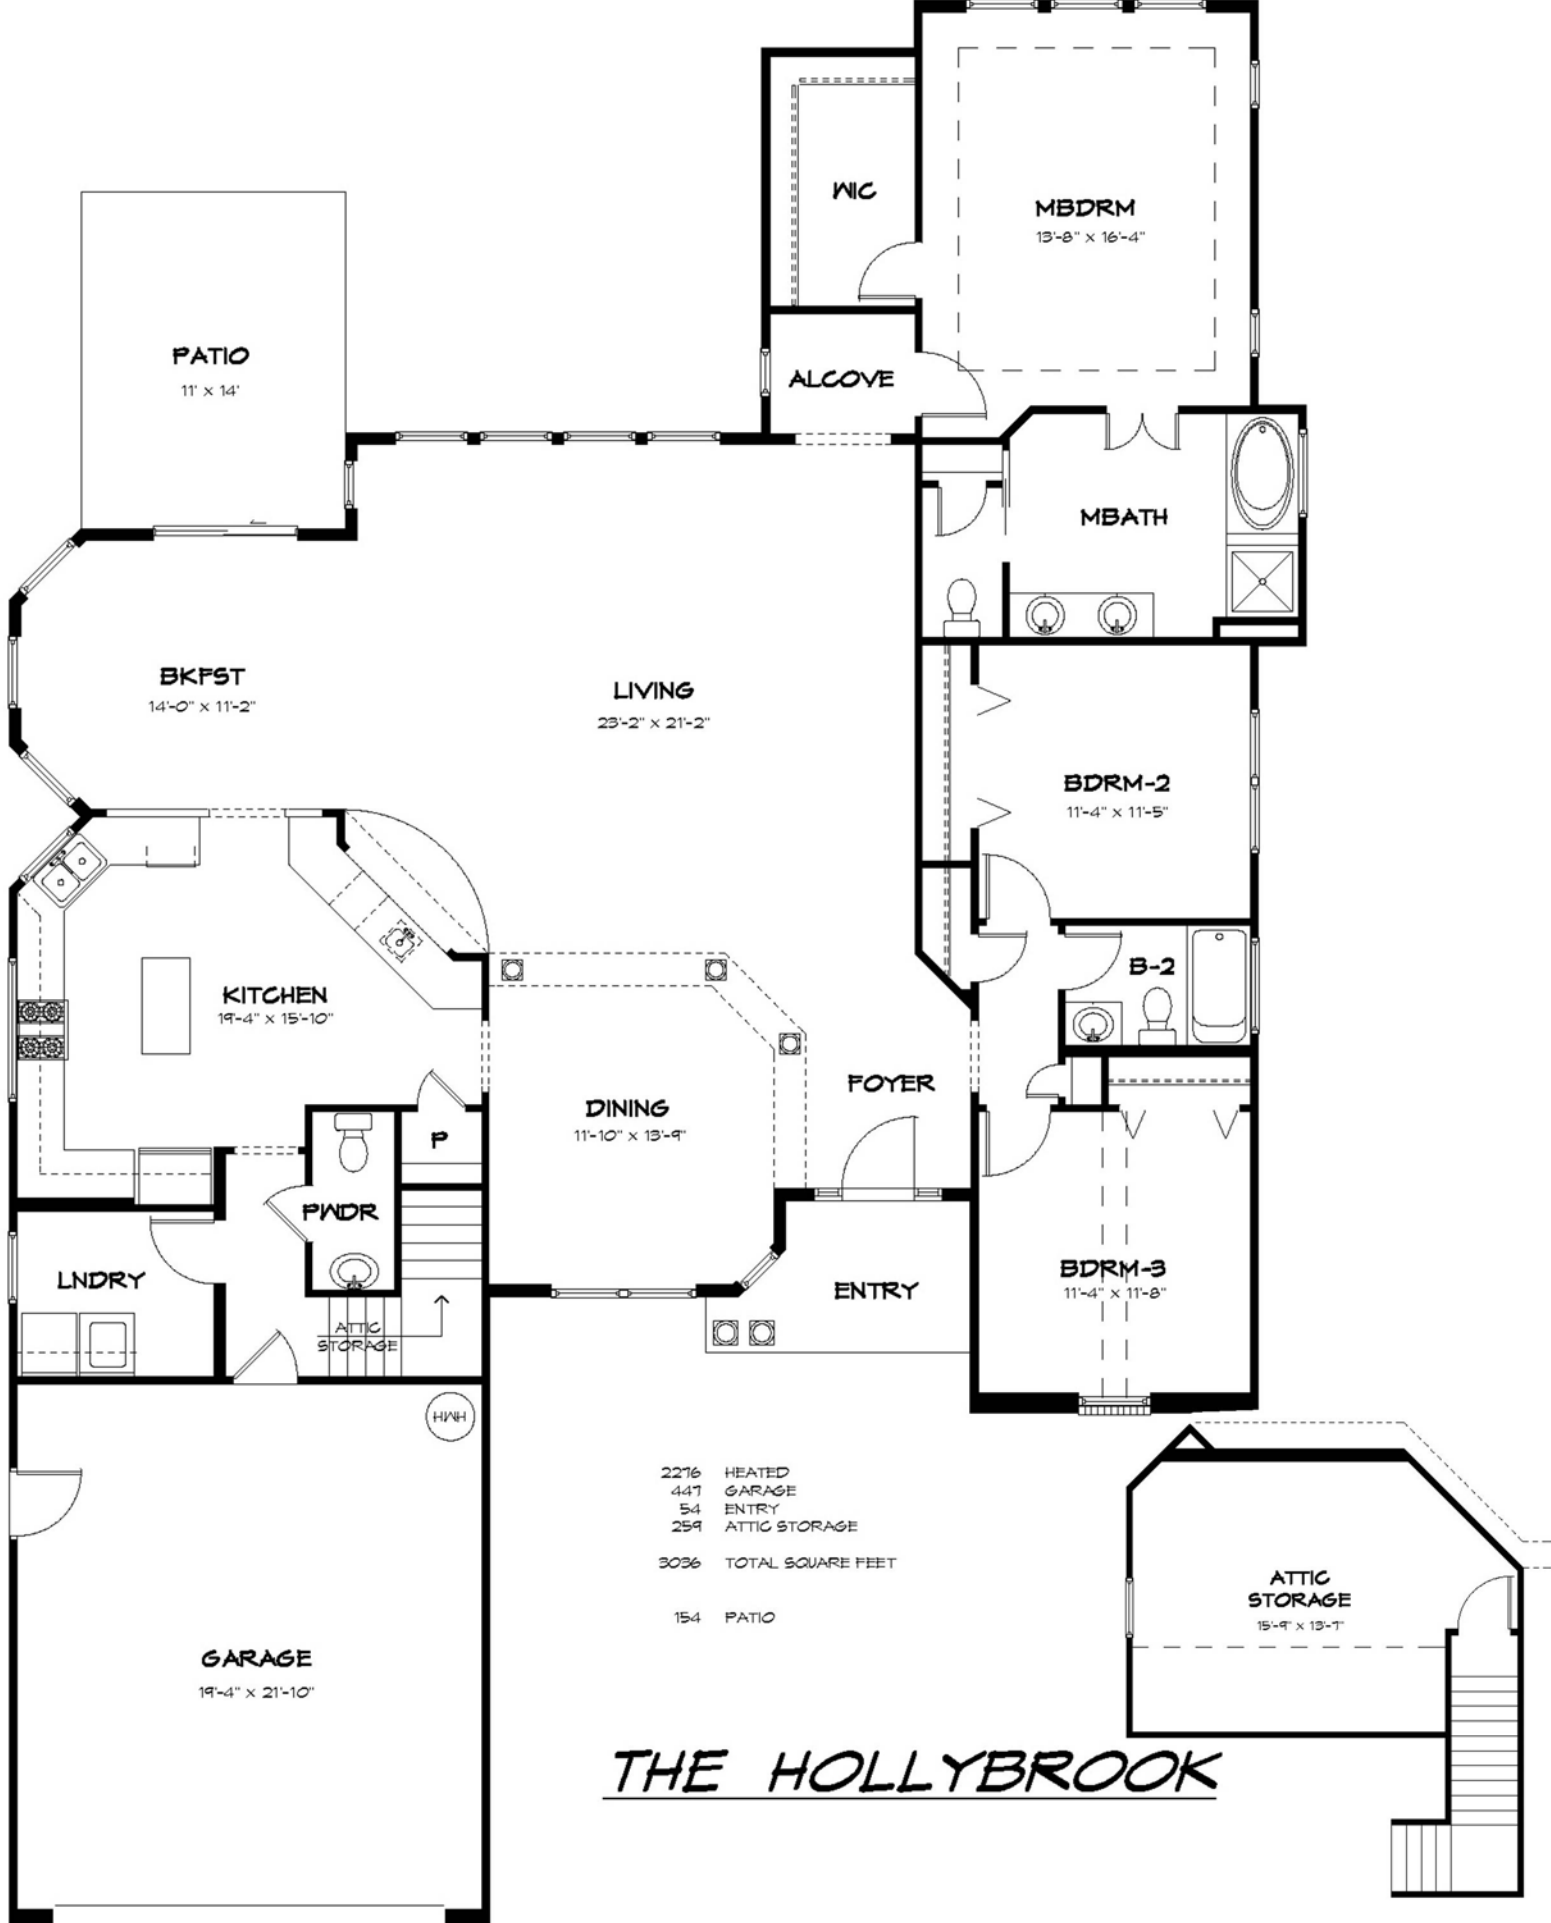 WIC
MBDRM
13'-8" x 16'-4"
PATIO
11' x 14'
ALCOVE
MBATH
BKFST
14'-0" x 11'-2"
LIVING
23'-2" x 21'-2"
BDRM-2
11'-4" x 11'-5"
KITCHEN
19'-4" x 15'-10"
B-2
FOYER
DINING
11'-10" x 13'-9"
P
PWDR
LNDRY
ENTRY
BDRM-3
11'-4" x 11'-8"
ATTIC
STORAGE
HWH
2276 HEATED
447 GARAGE
54 ENTRY
259 ATTIC STORAGE
3036 TOTAL SQUARE FEET
154 PATIO
ATTIC
STORAGE
15'-9" x 13'-7"
GARAGE
19'-4" x 21'-10"
THE HOLLYBROOK